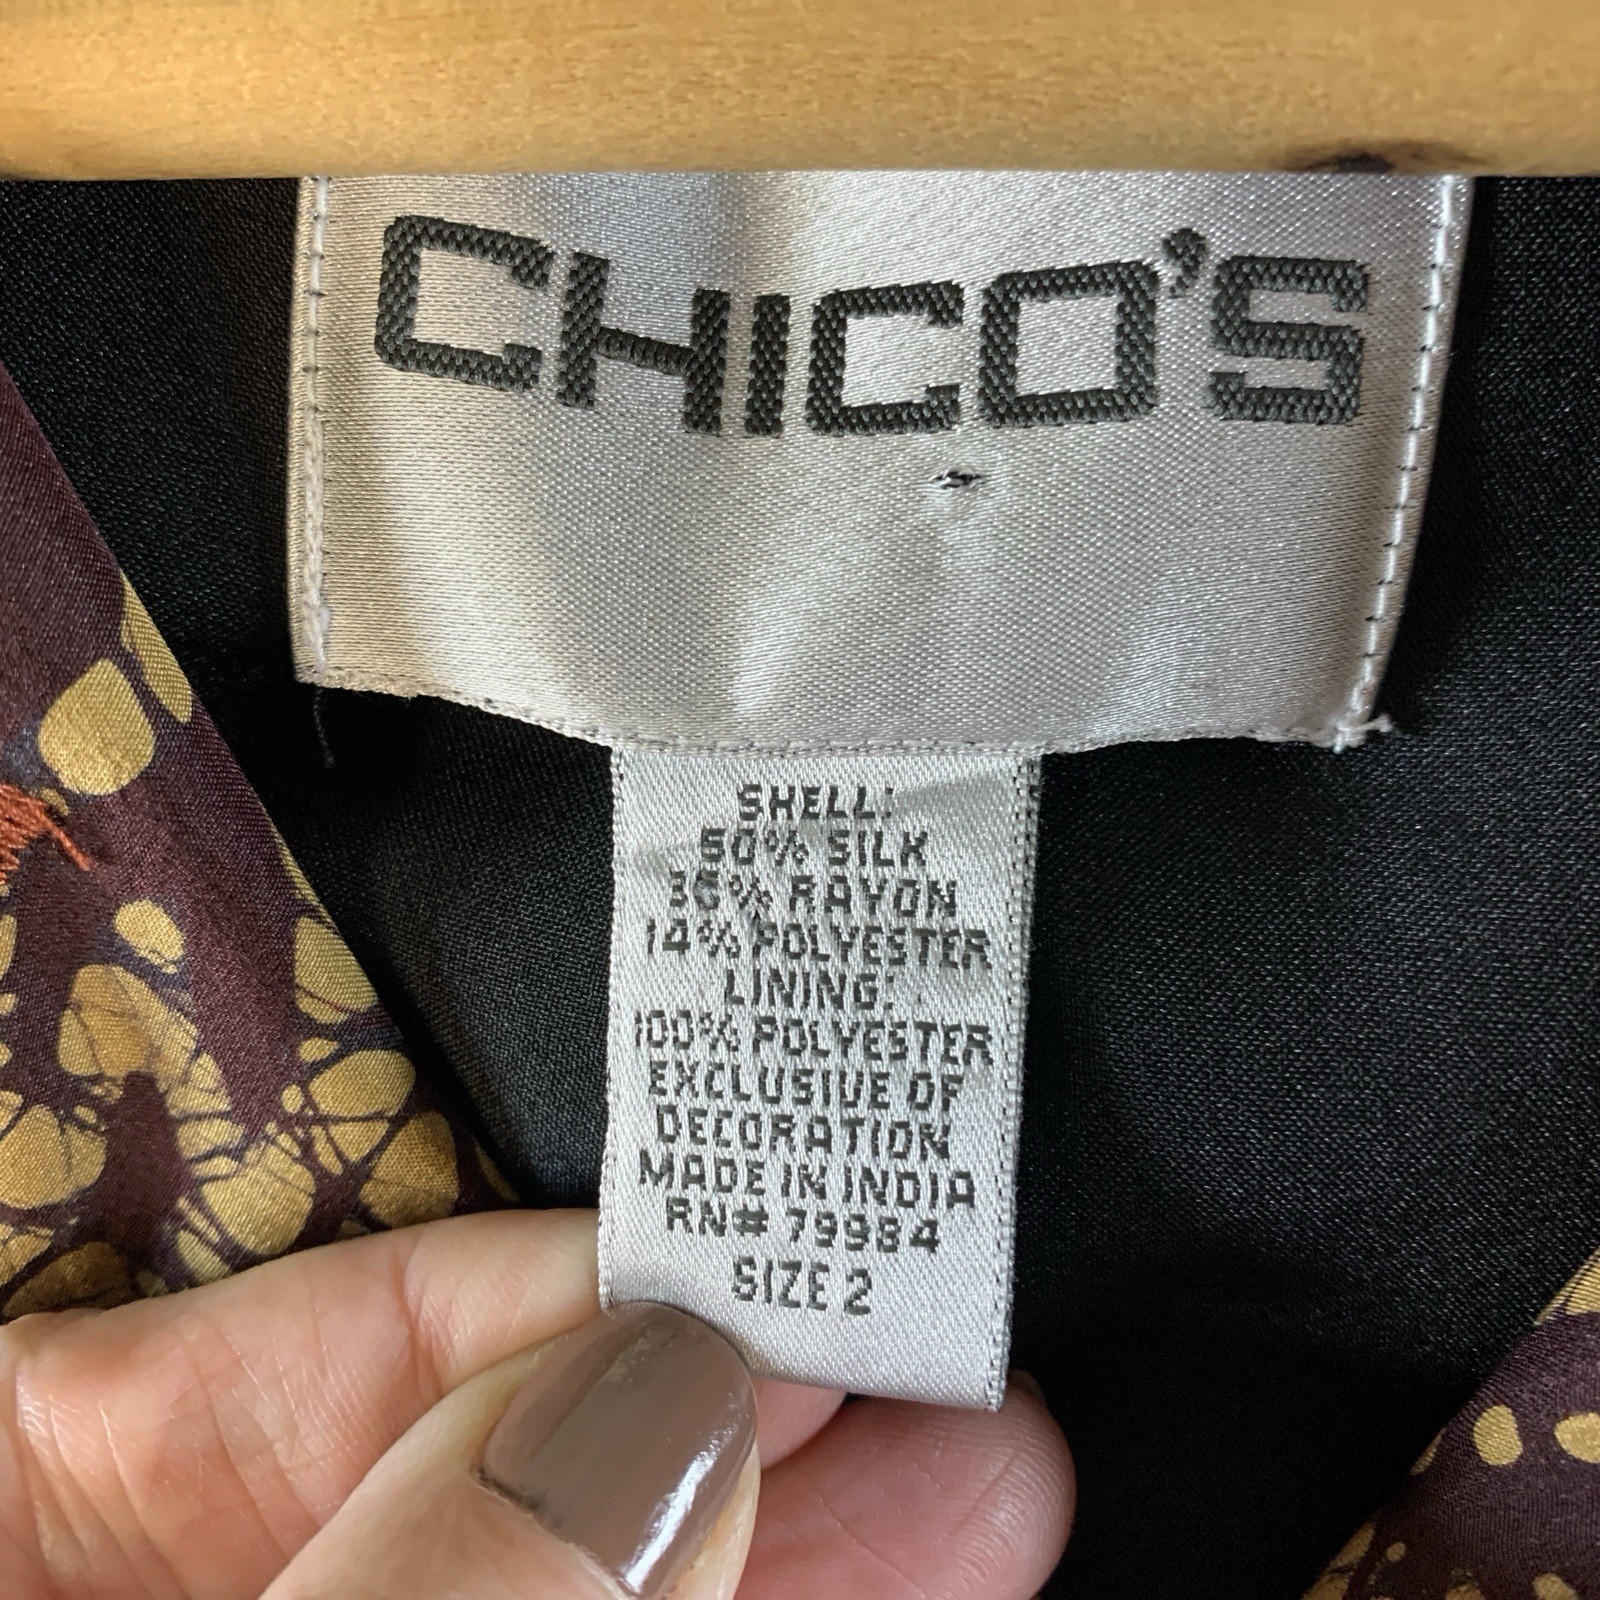 CHICO'S
SHELL:
50% SILK
36% RAYON
14% POLYESTER
LINING:
100% POLYESTER
EXCLUSIVE OF
DECORATION
MADE IN INDIA
RN# 79984
SIZE 2